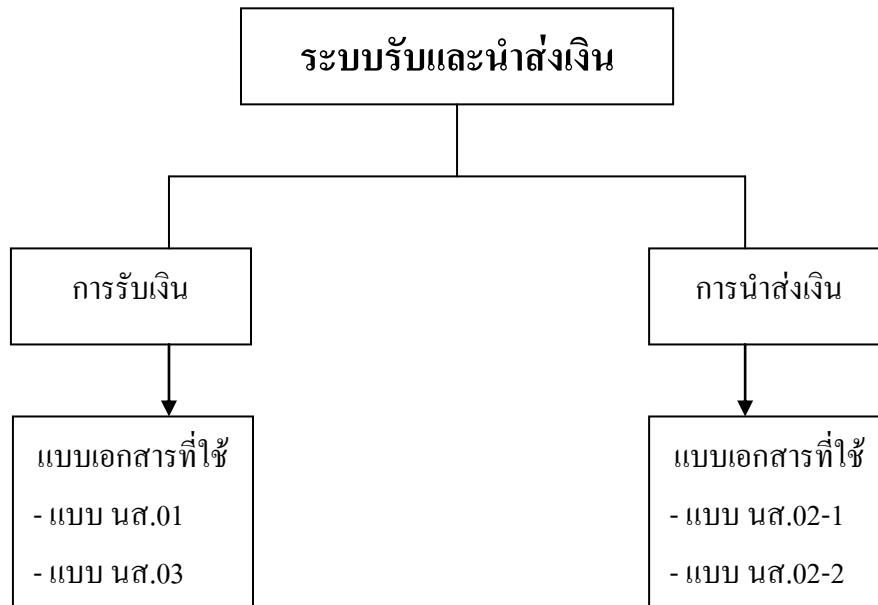 ระบบรับและนำส่งเงิน
การรับเงิน
การนำส่งเงิน
แบบเอกสารที่ใช้
- แบบ นส.01
- แบบ นส.03
แบบเอกสารที่ใช้
- แบบ นส.02-1
- แบบ นส.02-2